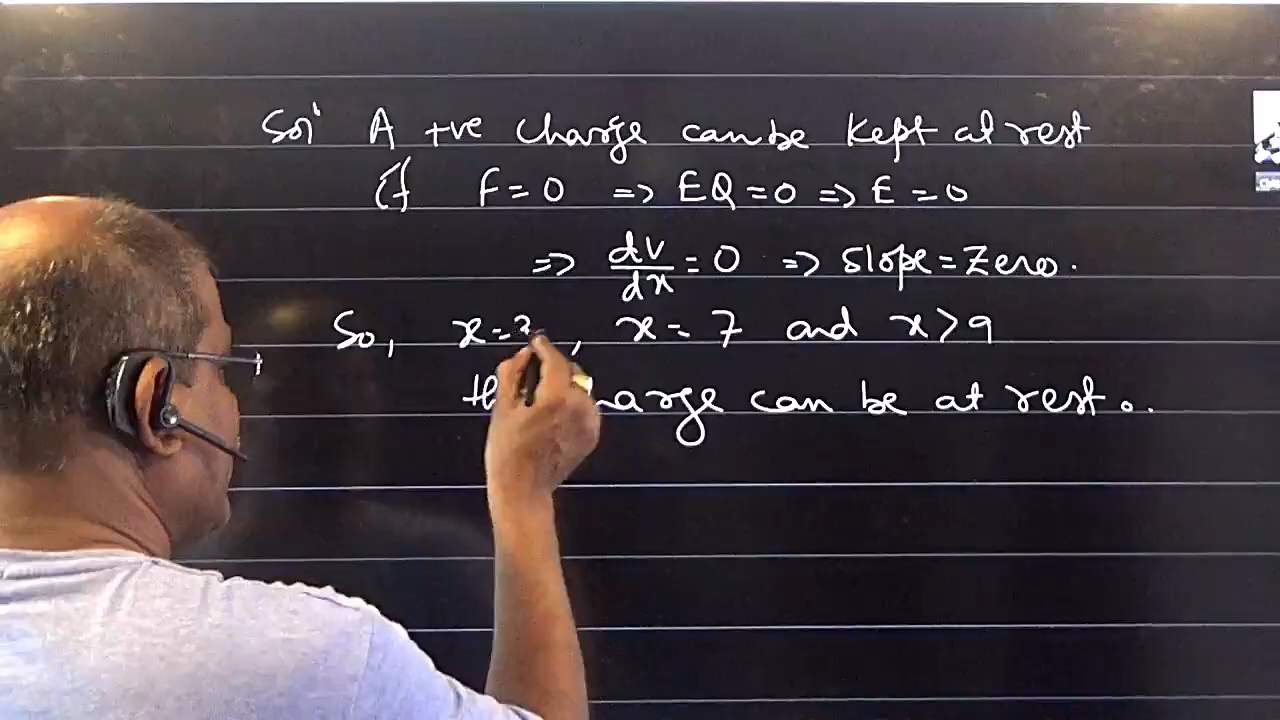 Sol' A +ve charge can be kept at rest
if F = 0 => EQ = 0 => E = 0
=> dV/dx = 0 => Slope = Zero.
So, x = 3, x = 7 and x > 9
charge can be at rest.